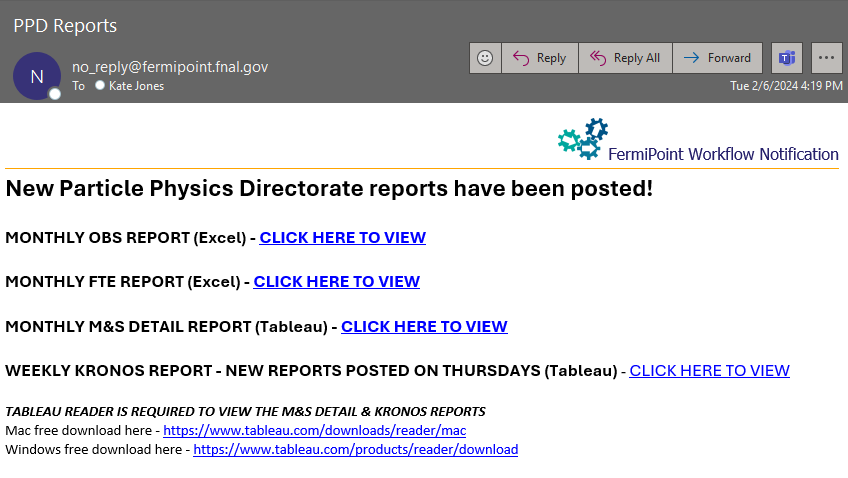 PPD Reports
N
no_reply@fermipoint.fnal.gov
To Kate Jones
Reply
Reply All
Forward
Tue 2/6/2024 4:19 PM
FermiPoint Workflow Notification
New Particle Physics Directorate reports have been posted!
MONTHLY OBS REPORT (Excel) - CLICK HERE TO VIEW
MONTHLY FTE REPORT (Excel) - CLICK HERE TO VIEW
MONTHLY M&S DETAIL REPORT (Tableau) - CLICK HERE TO VIEW
WEEKLY KRONOS REPORT - NEW REPORTS POSTED ON THURSDAYS (Tableau) - CLICK HERE TO VIEW
TABLEAU READER IS REQUIRED TO VIEW THE M&S DETAIL & KRONOS REPORTS
Mac free download here - https://www.tableau.com/downloads/reader/mac
Windows free download here - https://www.tableau.com/products/reader/download